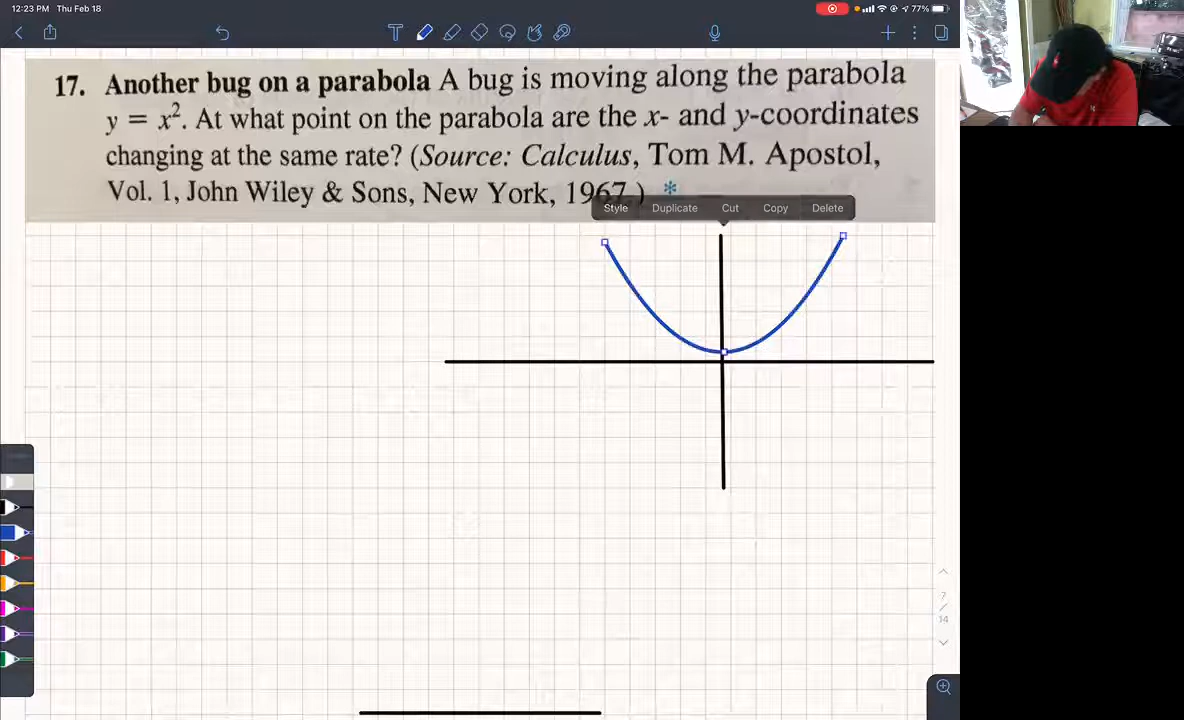 12:23 PM Thu Feb 18
77%
17. Another bug on a parabola A bug is moving along the parabola
y = x². At what point on the parabola are the x- and y-coordinates
changing at the same rate? (Source: Calculus, Tom M. Apostol,
Vol. 1, John Wiley & Sons, New York, 1967.) *
Style Duplicate Cut Copy Delete
7
/
14